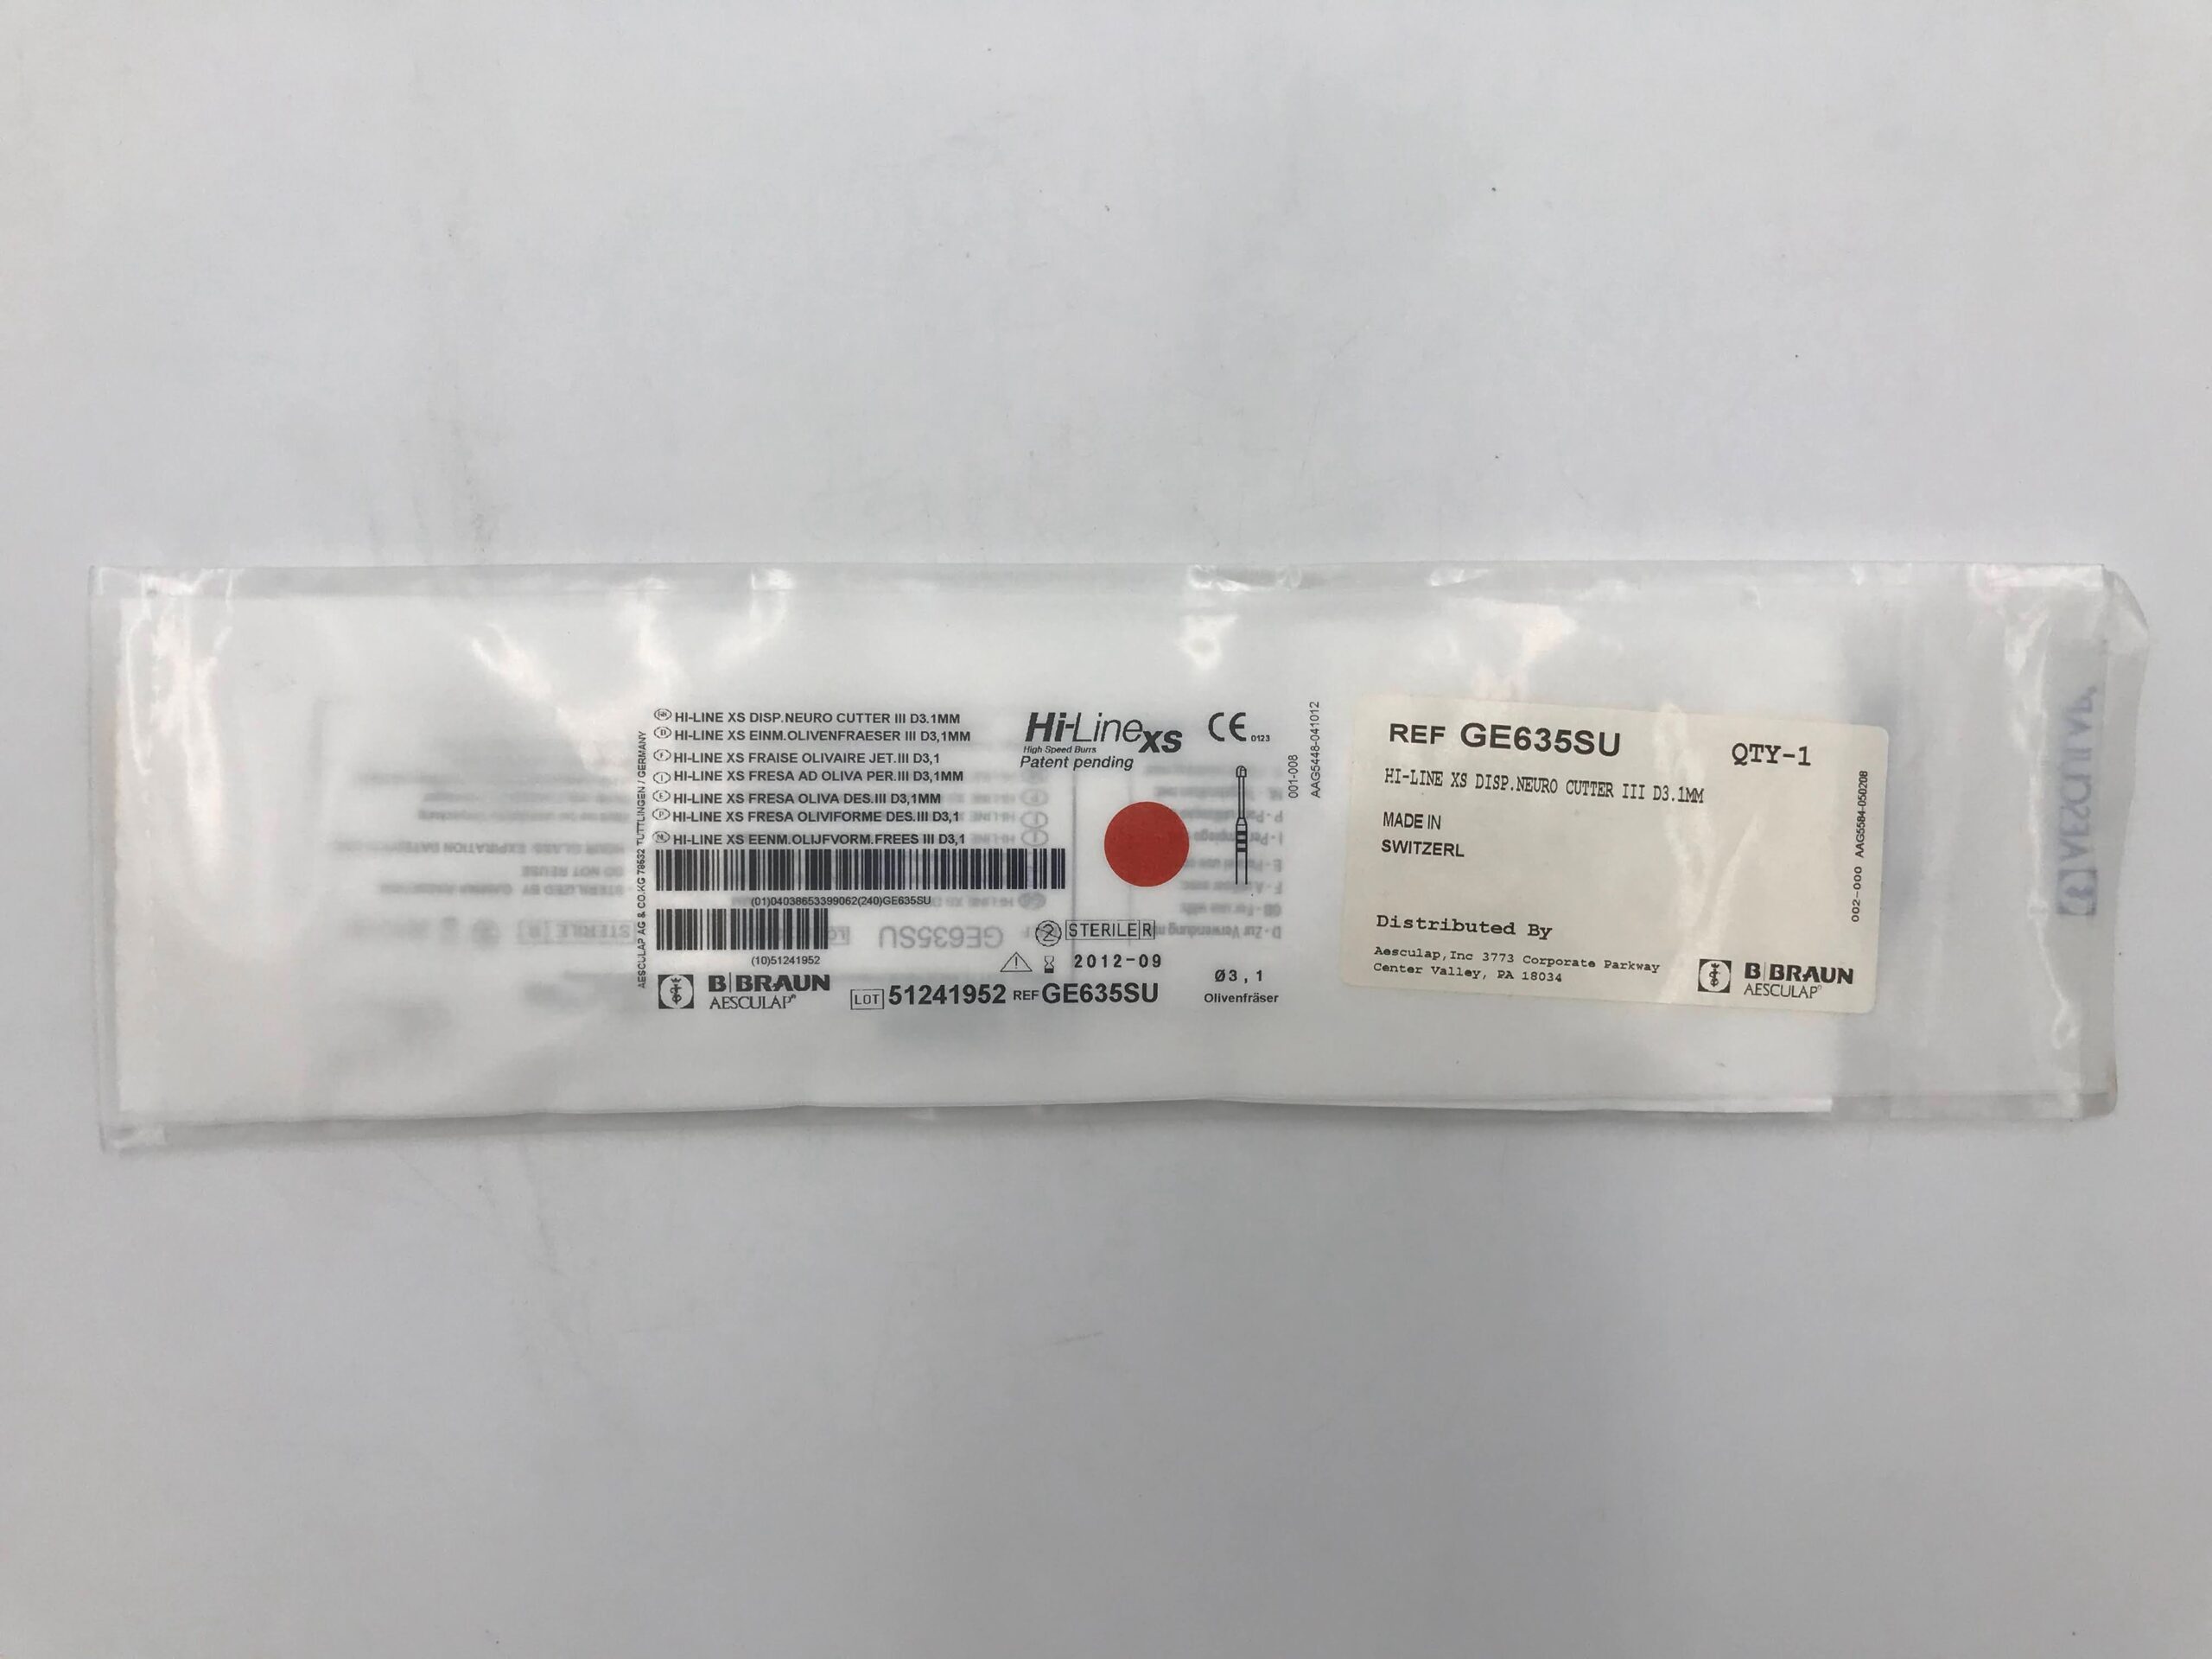 HI-LINE XS DISP.NEURO CUTTER III D3.1MM
HI-LINE XS EINM.OLIVENFRAESER III D3,1MM
HI-LINE XS FRAISE OLIVAIRE JET.III D3,1
HI-LINE XS FRESA AD OLIVA PER.III D3,1MM
HI-LINE XS FRESA OLIVA DES.III D3,1MM
HI-LINE XS FRESA OLIVIFORME DES.III D3,1
HI-LINE XS EENM.OLIJFVORM.FREES III D3,1
(01)04038653399062(240)GE635SU
(10)51241952
B|BRAUN
AESCULAP®
LOT 51241952 REF GE635SU
AESCULAP AG & CO.KG 78532 TUTTLINGEN / GERMANY
Hi-Line XS
High Speed Burrs
Patent pending
CE 0123
2 STERILE R
2012-09
Ø3,1
Olivenfräser
001-008
AAG5448-041012
REF GE635SU QTY-1
HI-LINE XS DISP.NEURO CUTTER III D3.1MM
MADE IN
SWITZERL
Distributed By
Aesculap,Inc 3773 Corporate Parkway
Center Valley, PA 18034
B|BRAUN
AESCULAP®
002-000 AAG5584-050208
AESCULAP
GE635SU
STERILE R
DO NOT REUSE